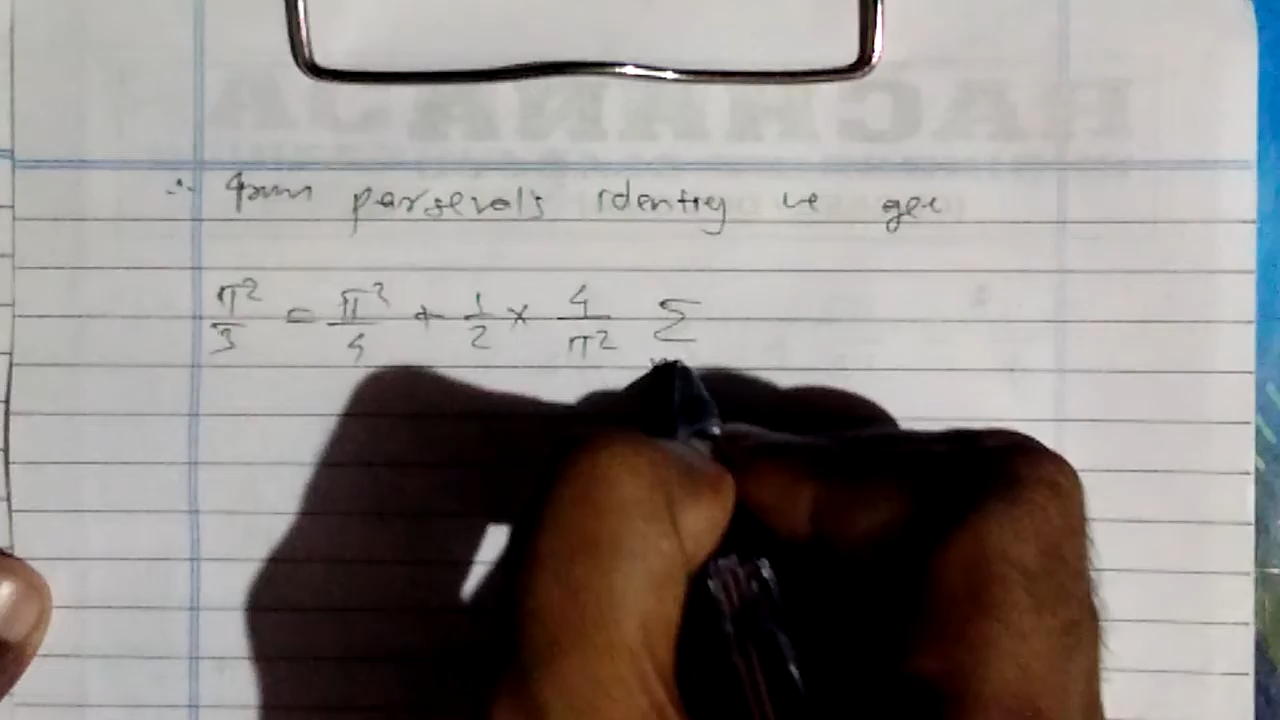 ∴ from parsevals identity we get
π²/3 = π²/4 + 1/2 × 4/π² Σ